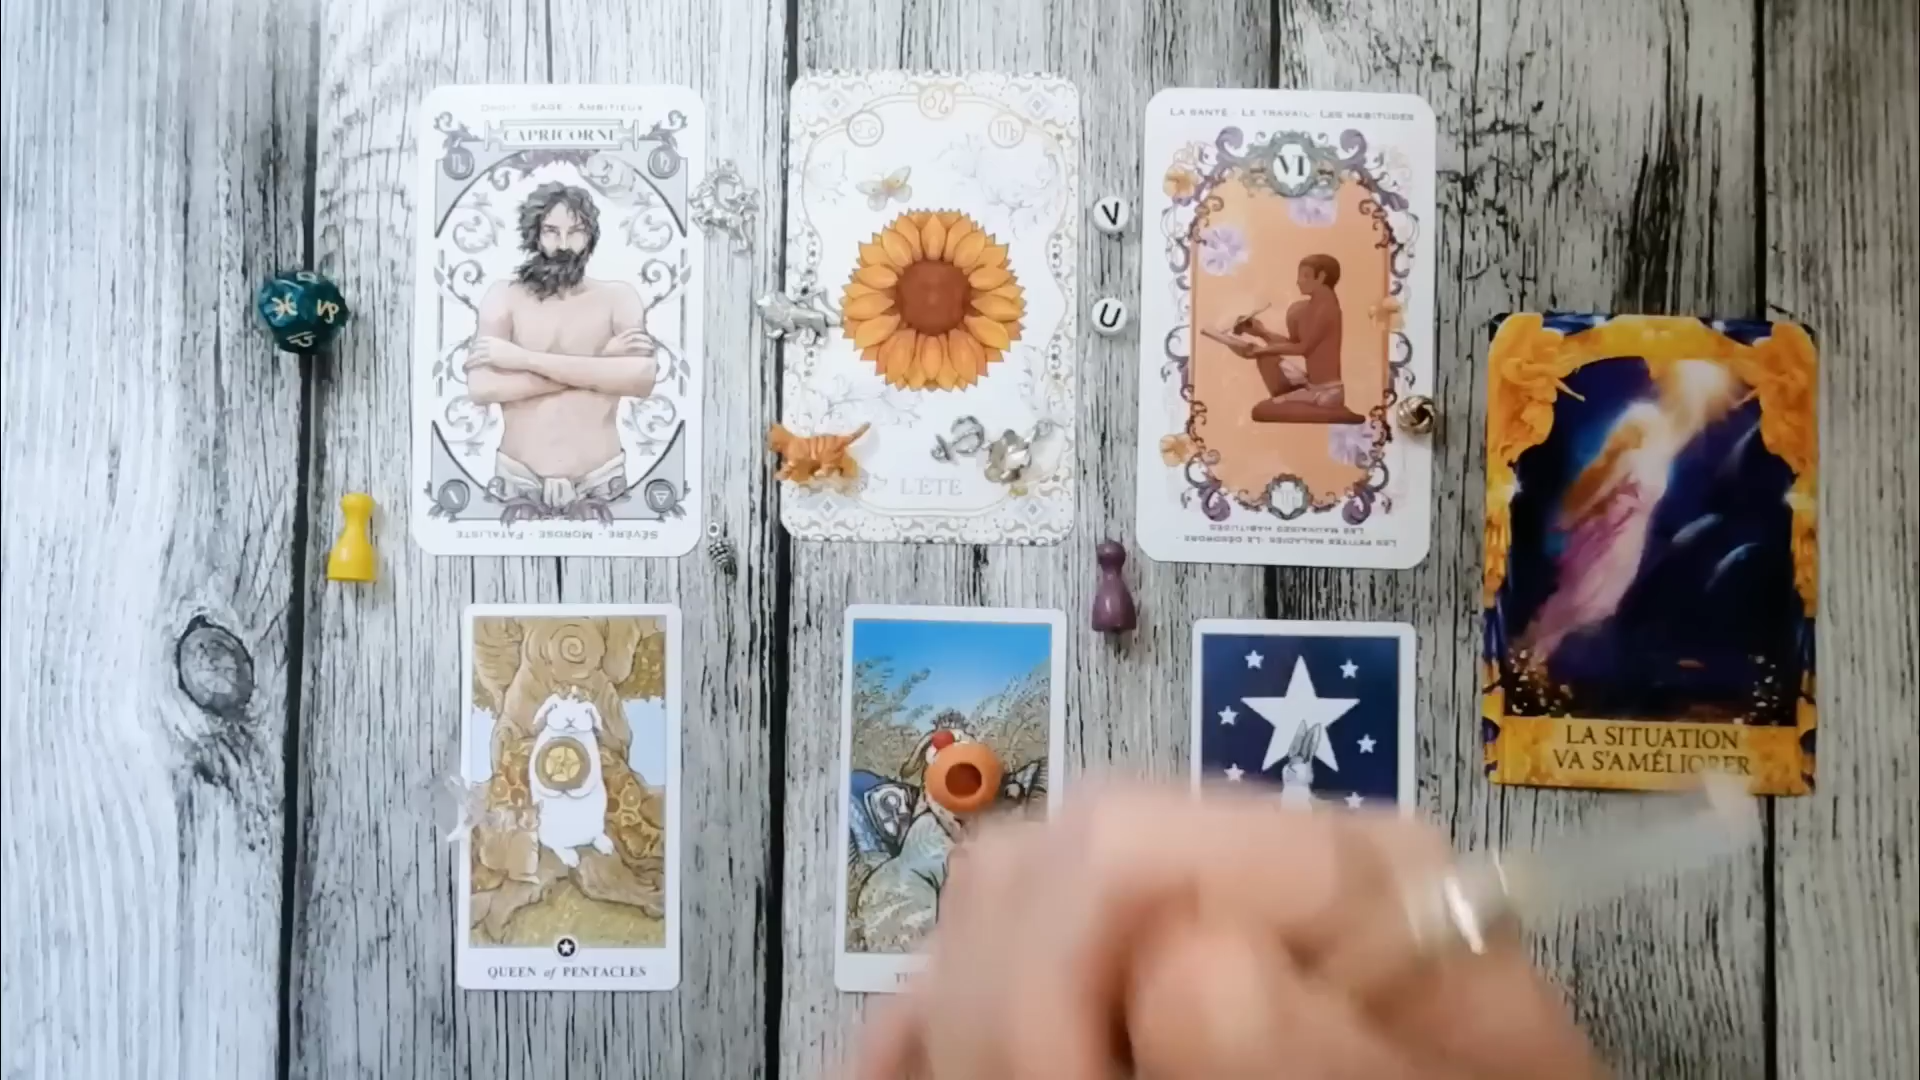 DROIT - SAGE - AMBITIEUX
CAPRICORNE
SÉVÈRE - MOROSE - FATALISTE
L'ÉTÉ
V
U
LA SANTÉ - LE TRAVAIL - LES HABITUDES
VI
LES PETITES MALADIES - LE DÉSORDRE -
LES MAUVAISES HABITUDES
LA SITUATION
VA S'AMÉLIORER
QUEEN of PENTACLES